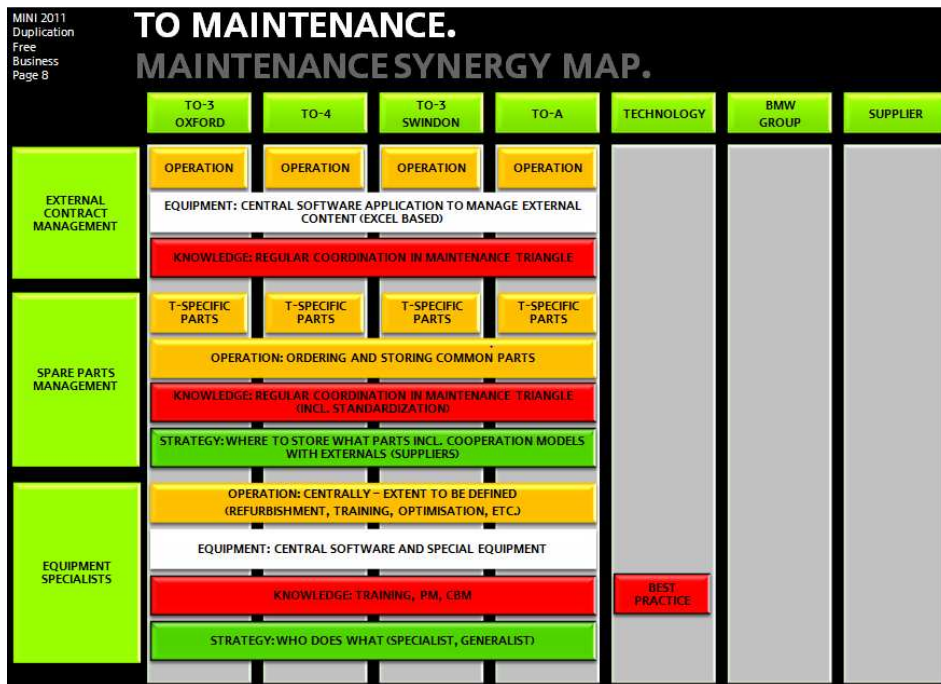 MINI 2011
Duplication
Free
Business
Page 8
TO MAINTENANCE.
MAINTENANCE SYNERGY MAP.
TO-3
OXFORD
TO-4
TO-3
SWINDON
TO-A
TECHNOLOGY
BMW
GROUP
SUPPLIER
EXTERNAL
CONTRACT
MANAGEMENT
OPERATION
OPERATION
OPERATION
OPERATION
EQUIPMENT: CENTRAL SOFTWARE APPLICATION TO MANAGE EXTERNAL
CONTENT (EXCEL BASED)
KNOWLEDGE: REGULAR COORDINATION IN MAINTENANCE TRIANGLE
SPARE PARTS
MANAGEMENT
T-SPECIFIC
PARTS
T-SPECIFIC
PARTS
T-SPECIFIC
PARTS
T-SPECIFIC
PARTS
OPERATION: ORDERING AND STORING COMMON PARTS
KNOWLEDGE: REGULAR COORDINATION IN MAINTENANCE TRIANGLE
(INCL. STANDARDIZATION)
STRATEGY: WHERE TO STORE WHAT PARTS INCL. COOPERATION MODELS
WITH EXTERNALS (SUPPLIERS)
EQUIPMENT
SPECIALISTS
OPERATION: CENTRALLY – EXTENT TO BE DEFINED
(REFURBISHMENT, TRAINING, OPTIMISATION, ETC.)
EQUIPMENT: CENTRAL SOFTWARE AND SPECIAL EQUIPMENT
KNOWLEDGE: TRAINING, PM, CBM
BEST
PRACTICE
STRATEGY: WHO DOES WHAT (SPECIALIST, GENERALIST)